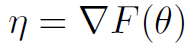 η = ∇F(θ)